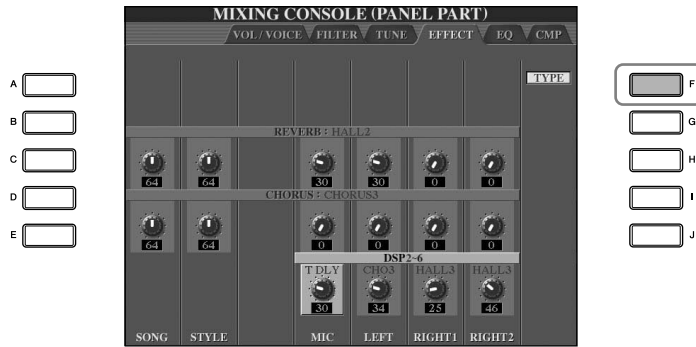 MIXING CONSOLE (PANEL PART)
VOL / VOICE FILTER TUNE EFFECT EQ CMP
A
B
C
D
E
TYPE
F
G
H
I
J
REVERB : HALL2
64 64 30 30 0 0
CHORUS : CHORUS3
64 64 0 0 0 0
DSP2~6
T DLY CHO3 HALL3 HALL3
30 34 25 46
SONG STYLE MIC LEFT RIGHT1 RIGHT2